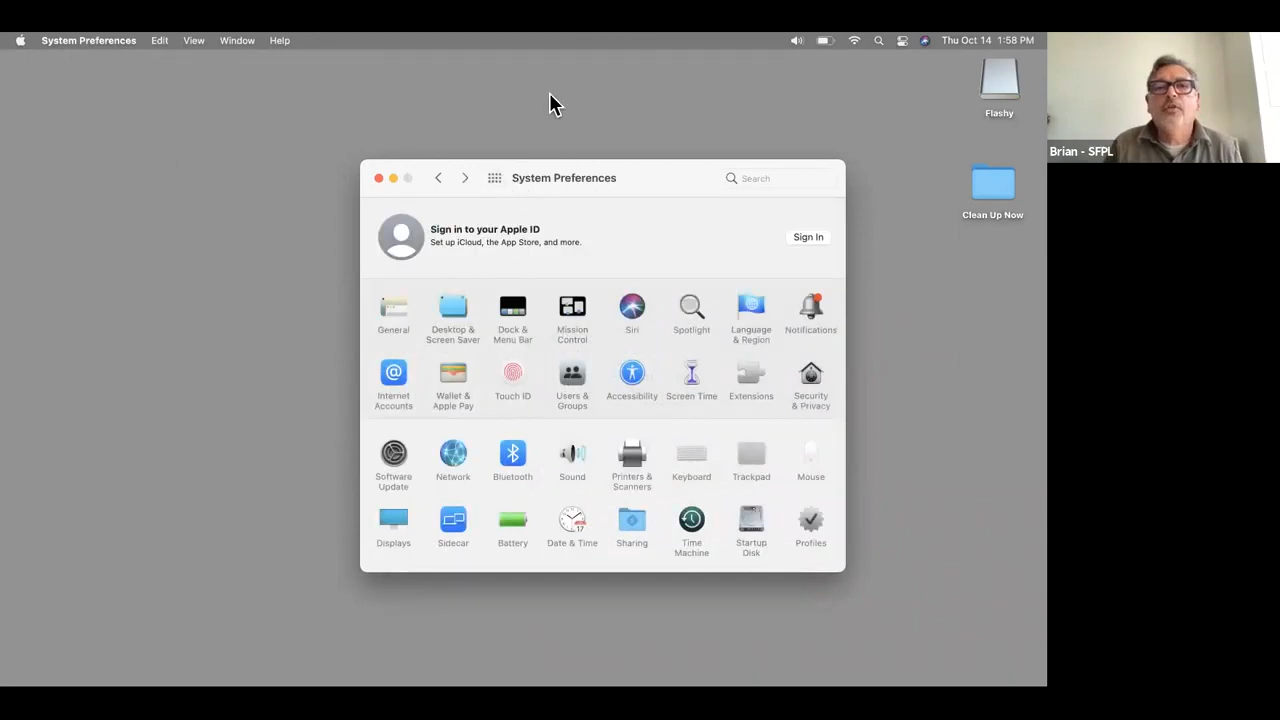 System Preferences Edit View Window Help Thu Oct 14 1:58 PM
Flashy
Brian - SFPL
System Preferences Search
Clean Up Now
Sign in to your Apple ID
Set up iCloud, the App Store, and more.
Sign In
General Desktop & Screen Saver Dock & Menu Bar Mission Control Siri Spotlight Language & Region Notifications
Internet Accounts Wallet & Apple Pay Touch ID Users & Groups Accessibility Screen Time Extensions Security & Privacy
Software Update Network Bluetooth Sound Printers & Scanners Keyboard Trackpad Mouse
17
Displays Sidecar Battery Date & Time Sharing Time Machine Startup Disk Profiles